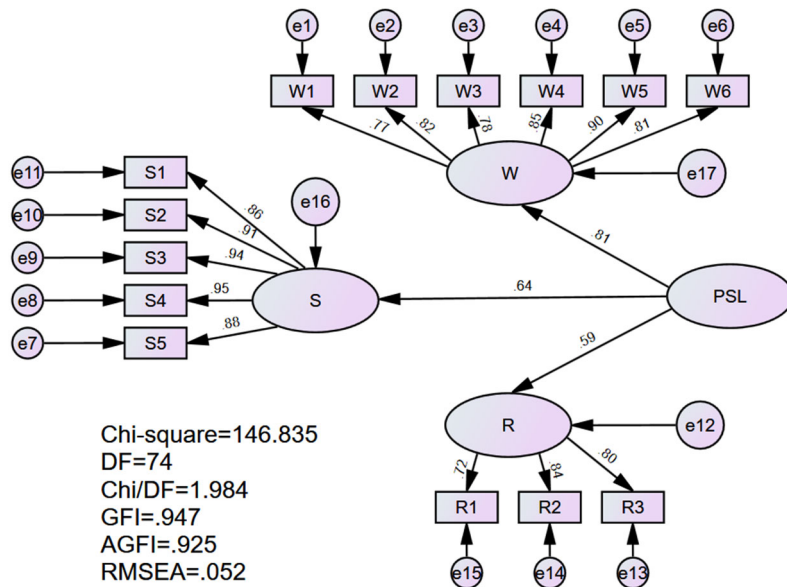 e1 e2 e3 e4 e5 e6
W1 W2 W3 W4 W5 W6
.77 .82 .78 .85 .90 .81
W
e17
e11 S1
e10 S2
e9 S3
e8 S4
e7 S5
.86
.91
.94
.95
.88
e16
S
.81
.64
.59
PSL
R
e12
.72 .84 .80
R1 R2 R3
e15 e14 e13
Chi-square=146.835
DF=74
Chi/DF=1.984
GFI=.947
AGFI=.925
RMSEA=.052